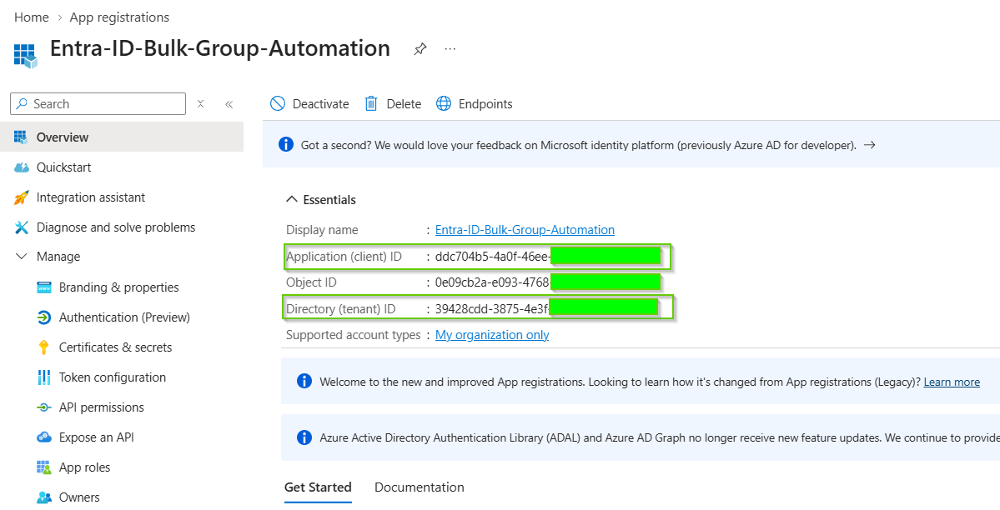 Home > App registrations
Entra-ID-Bulk-Group-Automation
Search
Overview
Quickstart
Integration assistant
Diagnose and solve problems
Manage
Branding & properties
Authentication (Preview)
Certificates & secrets
Token configuration
API permissions
Expose an API
App roles
Owners
Deactivate Delete Endpoints
Got a second? We would love your feedback on Microsoft identity platform (previously Azure AD for developer). →
Essentials
Display name : Entra-ID-Bulk-Group-Automation
Application (client) ID : ddc704b5-4a0f-46ee-
Object ID : 0e09cb2a-e093-4768-
Directory (tenant) ID : 39428cdd-3875-4e3f-
Supported account types : My organization only
Welcome to the new and improved App registrations. Looking to learn how it's changed from App registrations (Legacy)? Learn more
Azure Active Directory Authentication Library (ADAL) and Azure AD Graph no longer receive new feature updates. We continue to provide
Get Started Documentation